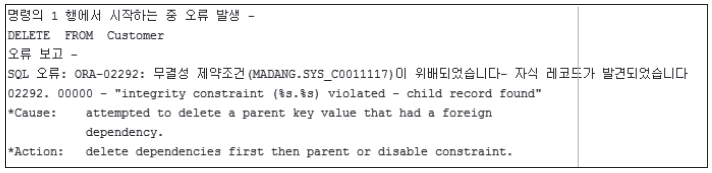 명령의 1 행에서 시작하는 중 오류 발생 -
DELETE FROM Customer
오류 보고 -
SQL 오류: ORA-02292: 무결성 제약조건(MADANG.SYS_C0011117)이 위배되었습니다- 자식 레코드가 발견되었습니다
02292. 00000 - "integrity constraint (%s.%s) violated - child record found"
*Cause: attempted to delete a parent key value that had a foreign
dependency.
*Action: delete dependencies first then parent or disable constraint.